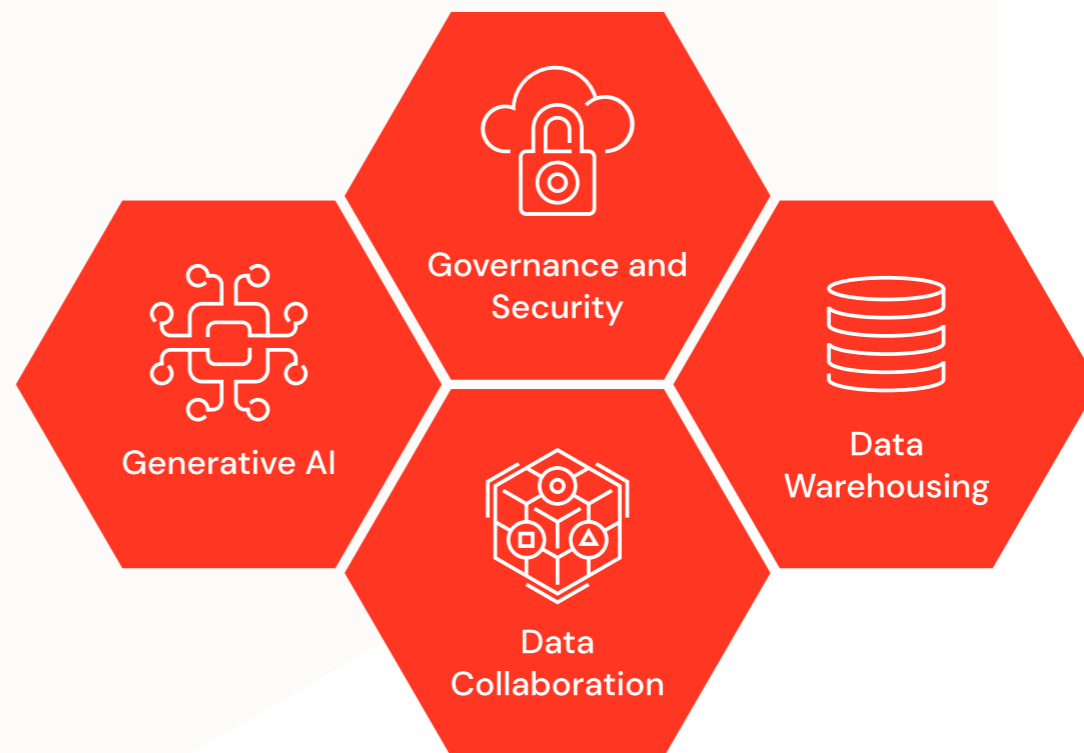 Governance and
Security
Generative AI
Data
Warehousing
Data
Collaboration